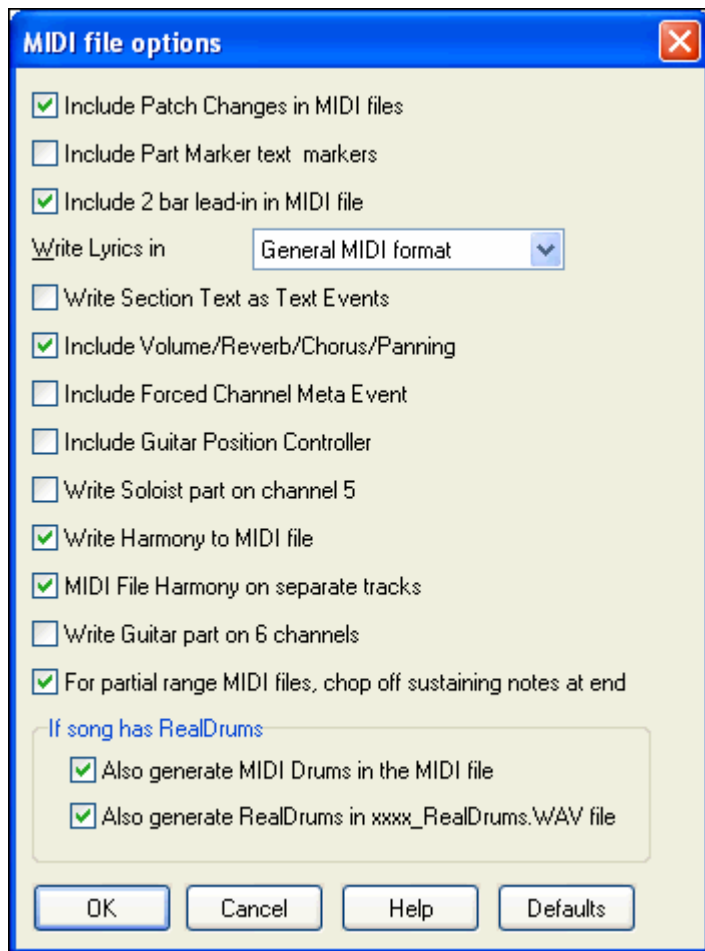 MIDI file options
Include Patch Changes in MIDI files
Include Part Marker text  markers
Include 2 bar lead-in in MIDI file
Write Lyrics in General MIDI format
Write Section Text as Text Events
Include Volume/Reverb/Chorus/Panning
Include Forced Channel Meta Event
Include Guitar Position Controller
Write Soloist part on channel 5
Write Harmony to MIDI file
MIDI File Harmony on separate tracks
Write Guitar part on 6 channels
For partial range MIDI files, chop off sustaining notes at end
If song has RealDrums
Also generate MIDI Drums in the MIDI file
Also generate RealDrums in xxxx_RealDrums.WAV file
OK Cancel Help Defaults